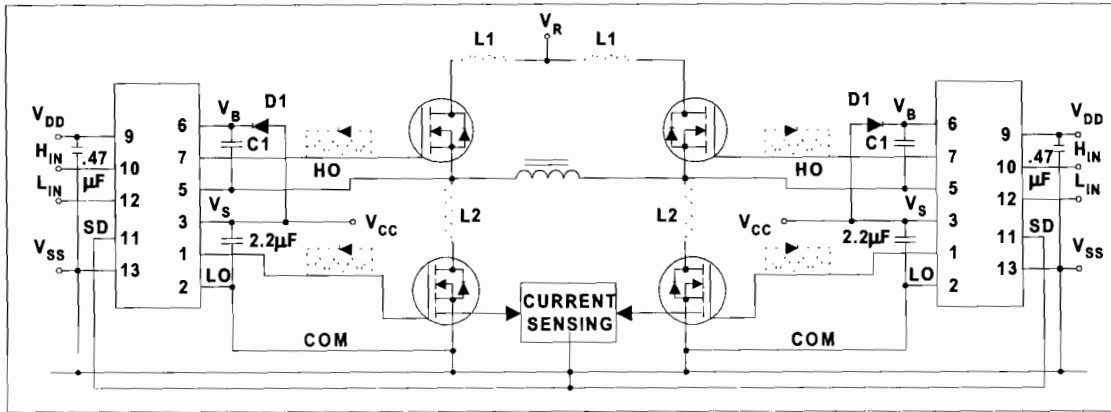 V_R
L1 L1
D1 D1
V_DD V_B V_B V_DD
9 6 6 9
H_IN C1 C1 H_IN
.47 7 7 .47
10 HO HO 10
µF µF
L_IN 5 5 L_IN
12 V_S V_S 12
3 L2 L2 3
SD V_CC V_CC SD
11 2.2µF 2.2µF 11
1 1
V_SS V_SS
13 LO LO 13
2 2
CURRENT
SENSING
COM COM